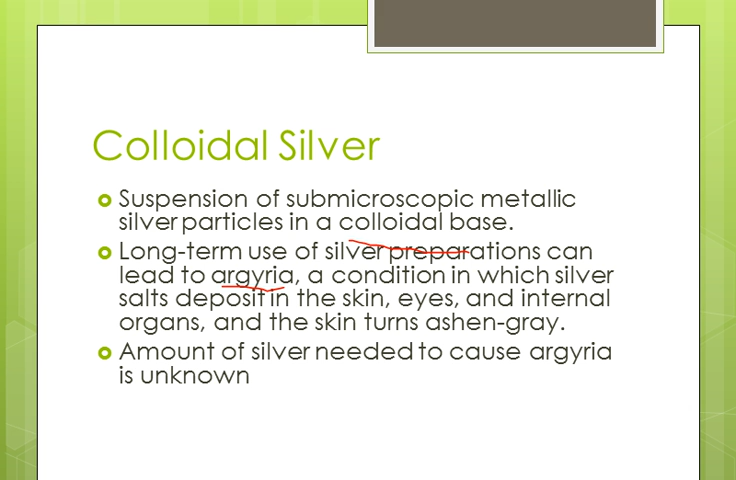 Colloidal Silver
Suspension of submicroscopic metallic
silver particles in a colloidal base.
Long-term use of silver preparations can
lead to argyria, a condition in which silver
salts deposit in the skin, eyes, and internal
organs, and the skin turns ashen-gray.
Amount of silver needed to cause argyria
is unknown